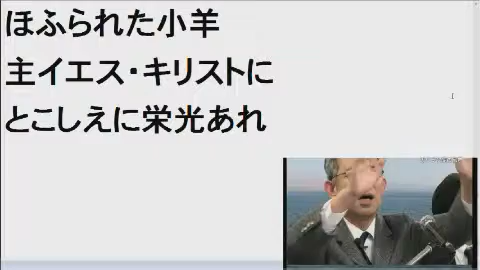 ほふられた小羊
主イエス・キリストに
とこしえに栄光あれ